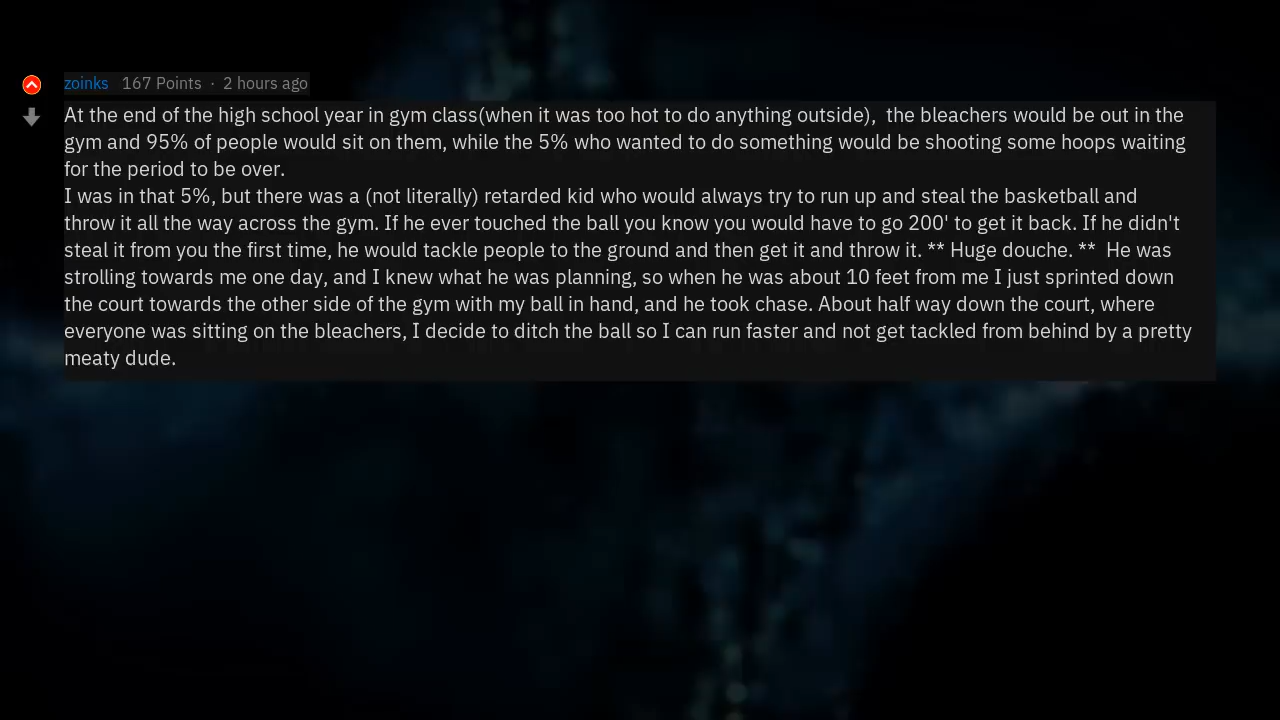 zoinks 167 Points · 2 hours ago
At the end of the high school year in gym class(when it was too hot to do anything outside),  the bleachers would be out in the
gym and 95% of people would sit on them, while the 5% who wanted to do something would be shooting some hoops waiting
for the period to be over.
I was in that 5%, but there was a (not literally) retarded kid who would always try to run up and steal the basketball and
throw it all the way across the gym. If he ever touched the ball you know you would have to go 200' to get it back. If he didn't
steal it from you the first time, he would tackle people to the ground and then get it and throw it. ** Huge douche. **  He was
strolling towards me one day, and I knew what he was planning, so when he was about 10 feet from me I just sprinted down
the court towards the other side of the gym with my ball in hand, and he took chase. About half way down the court, where
everyone was sitting on the bleachers, I decide to ditch the ball so I can run faster and not get tackled from behind by a pretty
meaty dude.